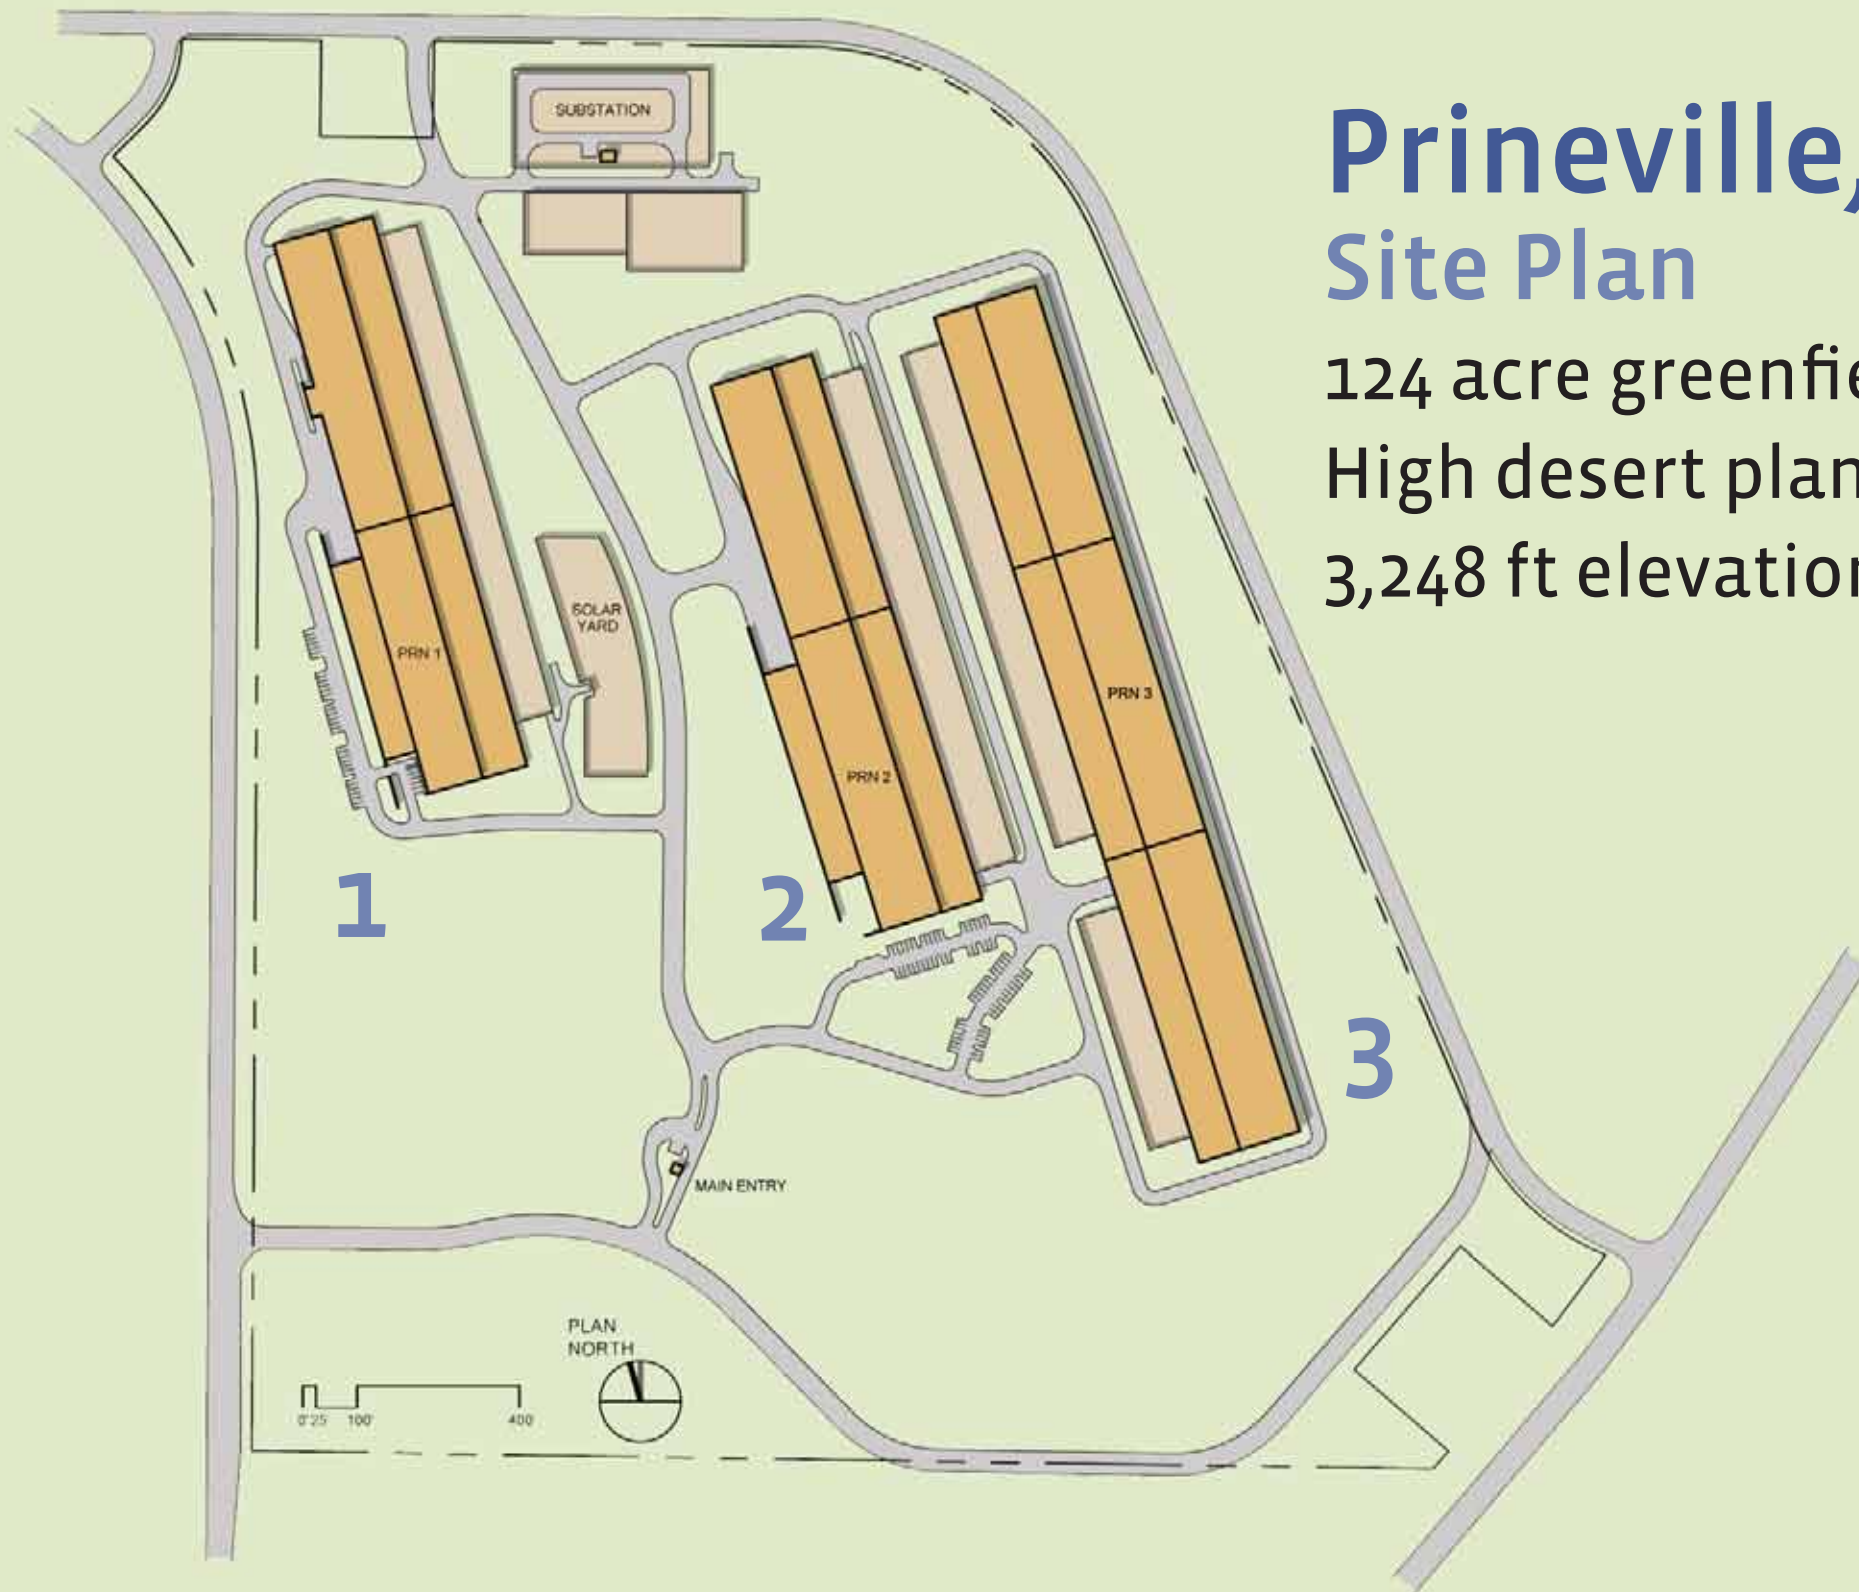 Prineville,
Site Plan
124 acre greenfie
High desert plan
3,248 ft elevation
SUBSTATION
SOLAR
YARD
PRN 1
PRN 2
PRN 3
1
2
3
MAIN ENTRY
PLAN
NORTH
0' 25' 100' 400'